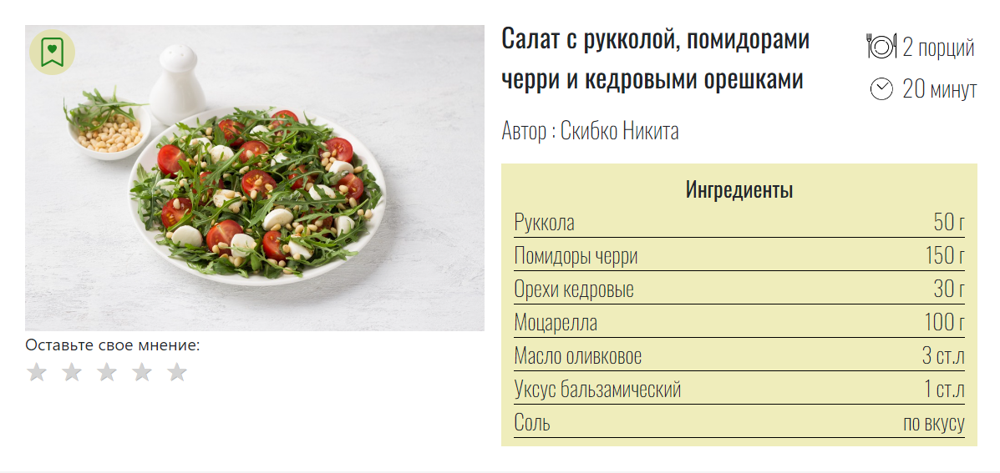 Салат с рукколой, помидорами
черри и кедровыми орешками
2 порций
20 минут
Автор : Скибко Никита
Ингредиенты
Руккола 50 г
Помидоры черри 150 г
Орехи кедровые 30 г
Моцарелла 100 г
Масло оливковое 3 ст.л
Уксус бальзамический 1 ст.л
Соль по вкусу
Оставьте свое мнение: